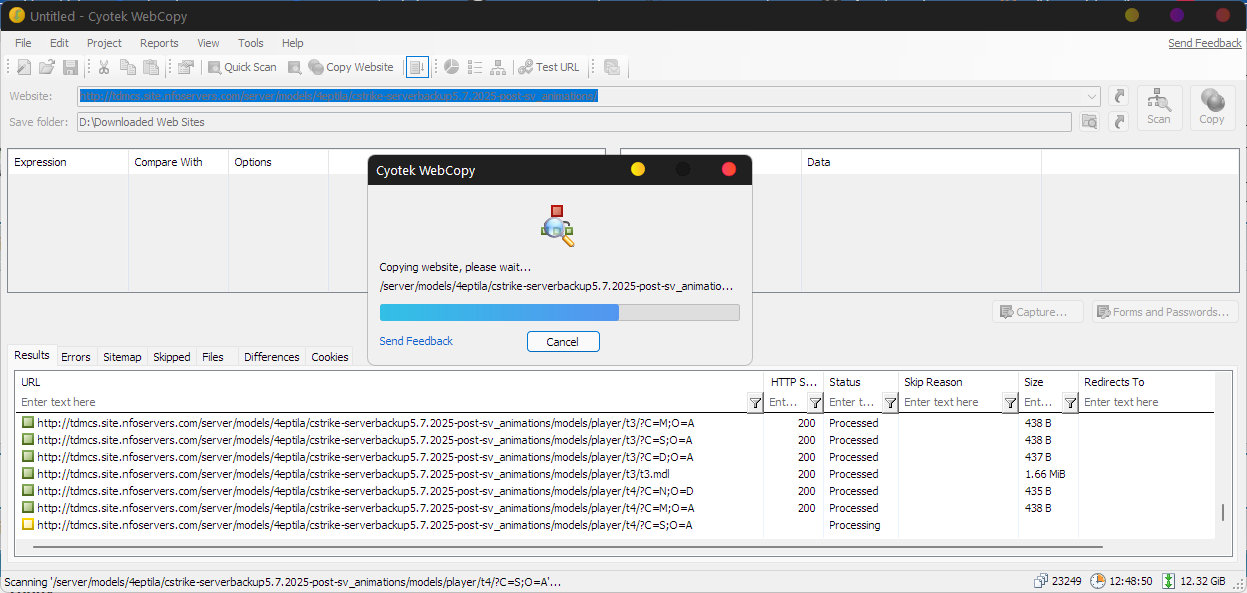 Untitled - Cyotek WebCopy
File Edit Project Reports View Tools Help Send Feedback
Quick Scan Copy Website Test URL
Website: http://tdmcs.site.nfoservers.com/server/models/4eptila/cstrike-serverbackup5.7.2025-post-sv_animations/
Save folder: D:\Downloaded Web Sites
Scan Copy
Expression Compare With Options Data
Cyotek WebCopy
Copying website, please wait...
/server/models/4eptila/cstrike-serverbackup5.7.2025-post-sv_animatio...
Send Feedback Cancel
Capture... Forms and Passwords...
Results Errors Sitemap Skipped Files Differences Cookies
URL HTTP S... Status Skip Reason Size Redirects To
Enter text here Ent... Enter t... Enter text here Ent... Enter text here
http://tdmcs.site.nfoservers.com/server/models/4eptila/cstrike-serverbackup5.7.2025-post-sv_animations/models/player/t3/?C=M;O=A 200 Processed 438 B
http://tdmcs.site.nfoservers.com/server/models/4eptila/cstrike-serverbackup5.7.2025-post-sv_animations/models/player/t3/?C=S;O=A 200 Processed 438 B
http://tdmcs.site.nfoservers.com/server/models/4eptila/cstrike-serverbackup5.7.2025-post-sv_animations/models/player/t3/?C=D;O=A 200 Processed 437 B
http://tdmcs.site.nfoservers.com/server/models/4eptila/cstrike-serverbackup5.7.2025-post-sv_animations/models/player/t3/t3.mdl 200 Processed 1.66 MiB
http://tdmcs.site.nfoservers.com/server/models/4eptila/cstrike-serverbackup5.7.2025-post-sv_animations/models/player/t4/?C=N;O=D 200 Processed 435 B
http://tdmcs.site.nfoservers.com/server/models/4eptila/cstrike-serverbackup5.7.2025-post-sv_animations/models/player/t4/?C=M;O=A 200 Processed 438 B
http://tdmcs.site.nfoservers.com/server/models/4eptila/cstrike-serverbackup5.7.2025-post-sv_animations/models/player/t4/?C=S;O=A Processing
Scanning '/server/models/4eptila/cstrike-serverbackup5.7.2025-post-sv_animations/models/player/t4/?C=S;O=A'... 23249 12:48:50 12.32 GiB